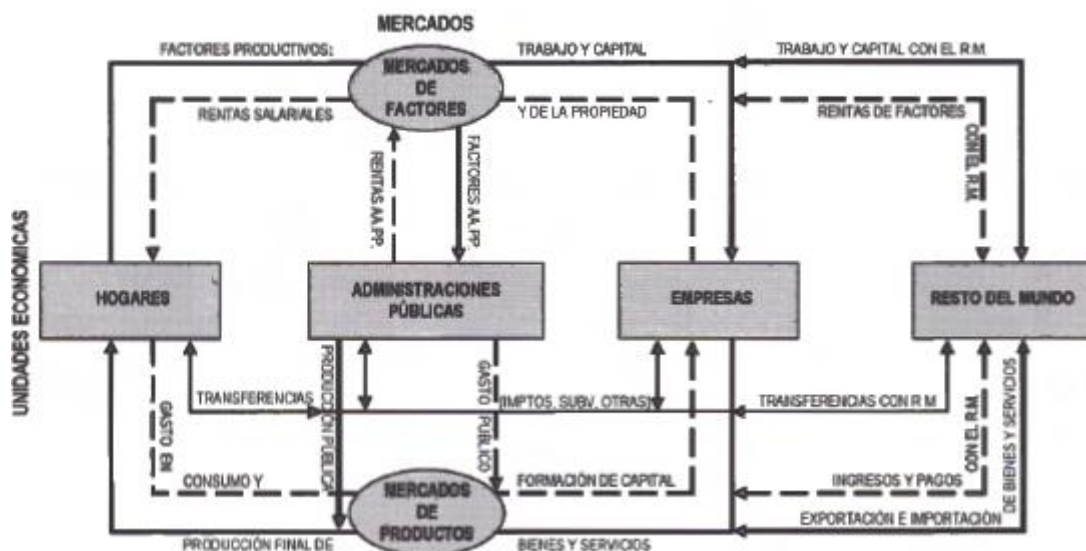 MERCADOS
FACTORES PRODUCTIVOS:
MERCADOS
DE
FACTORES
TRABAJO Y CAPITAL
TRABAJO Y CAPITAL CON EL R.M.
RENTAS SALARIALES
Y DE LA PROPIEDAD
RENTAS DE FACTORES
CON EL R.M.
RENTAS AA.PP.
FACTORES AA.PP.
UNIDADES ECONOMICAS
HOGARES
ADMINISTRACIONES
PÚBLICAS
EMPRESAS
RESTO DEL MUNDO
PRODUCCIÓN PUBLICA
GASTO PUBLICO
TRANSFERENCIAS
(IMPTOS, SUBV, OTRAS)
TRANSFERENCIAS CON R M
GASTO EN
CONSUMO Y
MERCADOS
DE
PRODUCTOS
FORMACIÓN DE CAPITAL
INGRESOS Y PAGOS
CON EL R.M.
DE BIENES Y SERVICIOS
EXPORTACIÓN E IMPORTACIÓN
PRODUCCIÓN FINAL DE
BIENES Y SERVICIOS